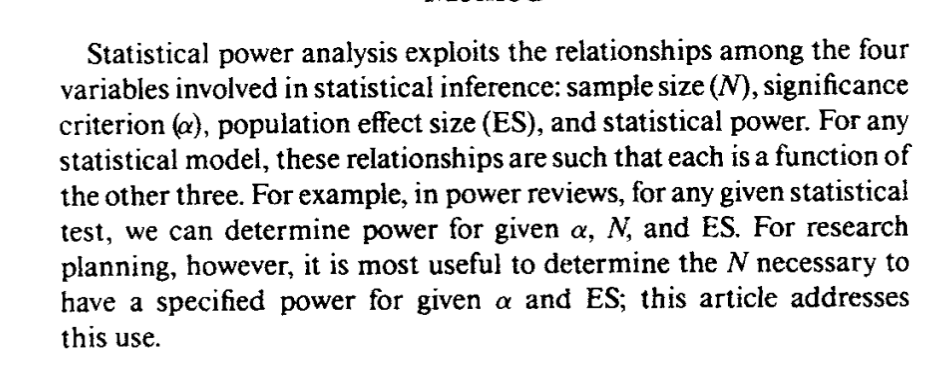 Statistical power analysis exploits the relationships among the four
variables involved in statistical inference: sample size (N), significance
criterion (α), population effect size (ES), and statistical power. For any
statistical model, these relationships are such that each is a function of
the other three. For example, in power reviews, for any given statistical
test, we can determine power for given α, N, and ES. For research
planning, however, it is most useful to determine the N necessary to
have a specified power for given α and ES; this article addresses
this use.